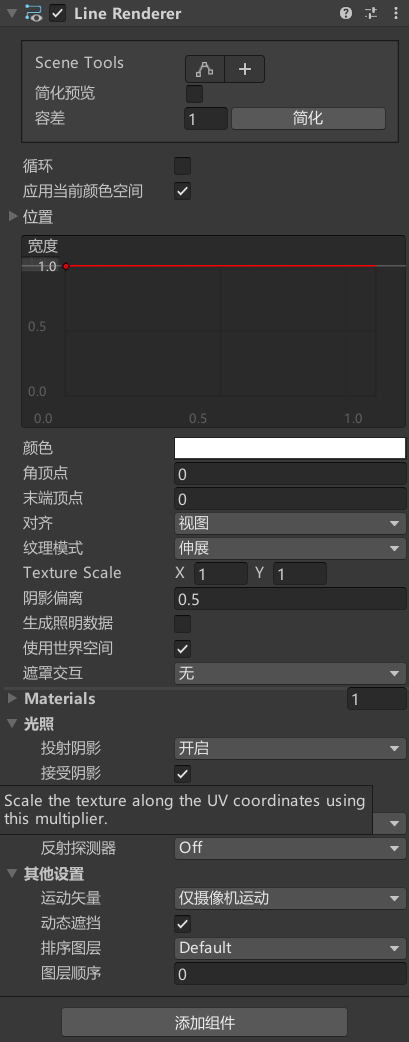 Line Renderer
Scene Tools
简化预览
容差 1 简化
循环
应用当前颜色空间
位置
宽度
1.0
0.5
0.0
0.0 0.5 1.0
颜色
角顶点 0
末端顶点 0
对齐 视图
纹理模式 伸展
Texture Scale X 1 Y 1
阴影偏离 0.5
生成照明数据
使用世界空间
遮罩交互 无
Materials 1
光照
投射阴影 开启
接受阴影
Scale the texture along the UV coordinates using
this multiplier.
反射探测器 Off
其他设置
运动矢量 仅摄像机运动
动态遮挡
排序图层 Default
图层顺序 0
添加组件